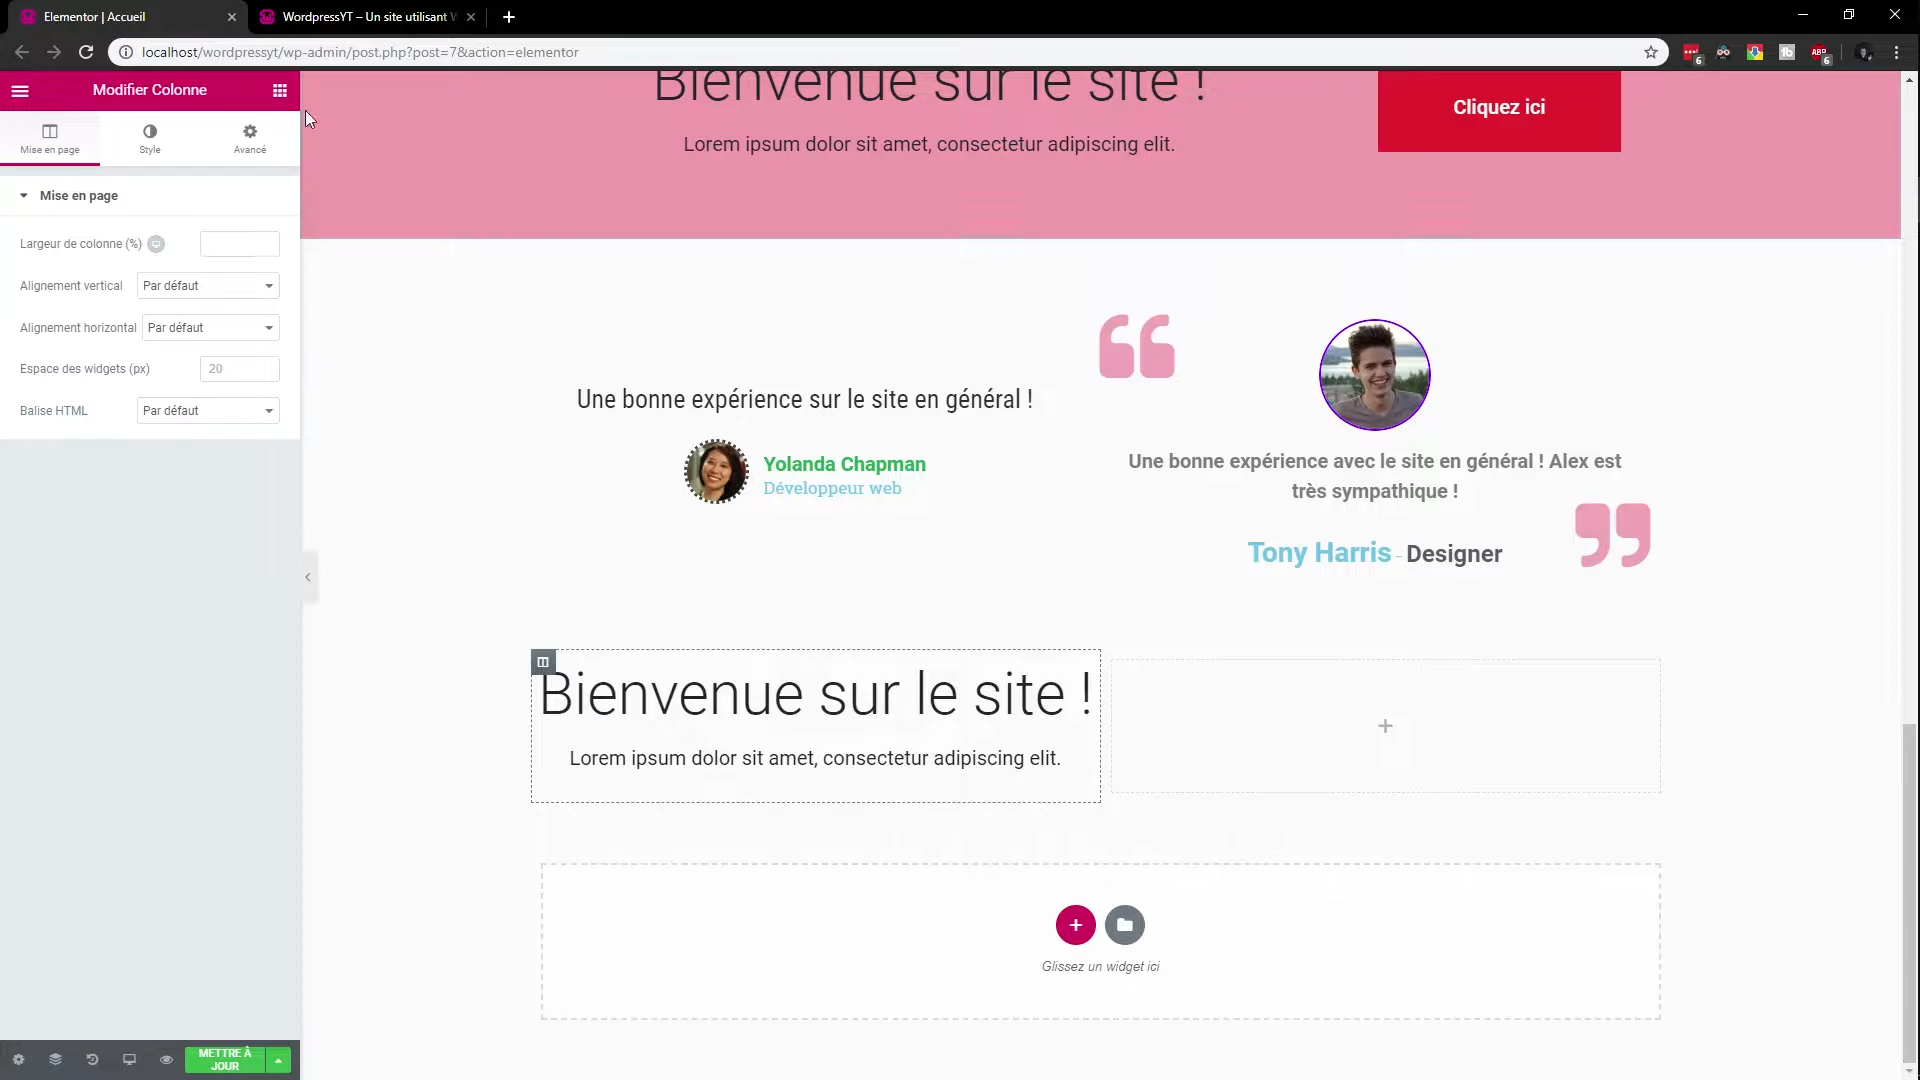 Elementor | Accueil
WordpressYT – Un site utilisant
localhost/wordpressyt/wp-admin/post.php?post=7&action=elementor
6
ABP
6
Modifier Colonne
Mise en page
Style
Avancé
Mise en page
Largeur de colonne (%)
Alignement vertical
Par défaut
Alignement horizontal
Par défaut
Espace des widgets (px)
20
Balise HTML
Par défaut
METTRE À
JOUR
Bienvenue sur le site !
Lorem ipsum dolor sit amet, consectetur adipiscing elit.
Cliquez ici
Une bonne expérience sur le site en général !
Yolanda Chapman
Développeur web
Une bonne expérience avec le site en général ! Alex est
très sympathique !
Tony Harris - Designer
Bienvenue sur le site !
Lorem ipsum dolor sit amet, consectetur adipiscing elit.
Glissez un widget ici